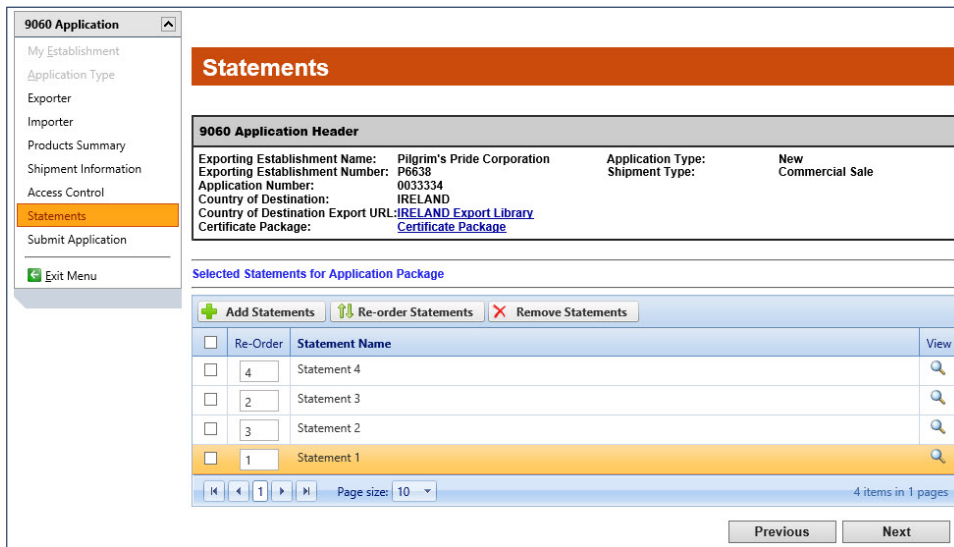 9060 Application
My Establishment
Application Type
Exporter
Importer
Products Summary
Shipment Information
Access Control
Statements
Submit Application
Exit Menu
Statements
9060 Application Header
Exporting Establishment Name: Pilgrim's Pride Corporation Application Type: New
Exporting Establishment Number: P6638 Shipment Type: Commercial Sale
Application Number: 0033334
Country of Destination: IRELAND
Country of Destination Export URL: IRELAND Export Library
Certificate Package: Certificate Package
Selected Statements for Application Package
Add Statements Re-order Statements Remove Statements
Re-Order Statement Name View
4 Statement 4
2 Statement 3
3 Statement 2
1 Statement 1
1 Page size: 10 4 items in 1 pages
Previous Next